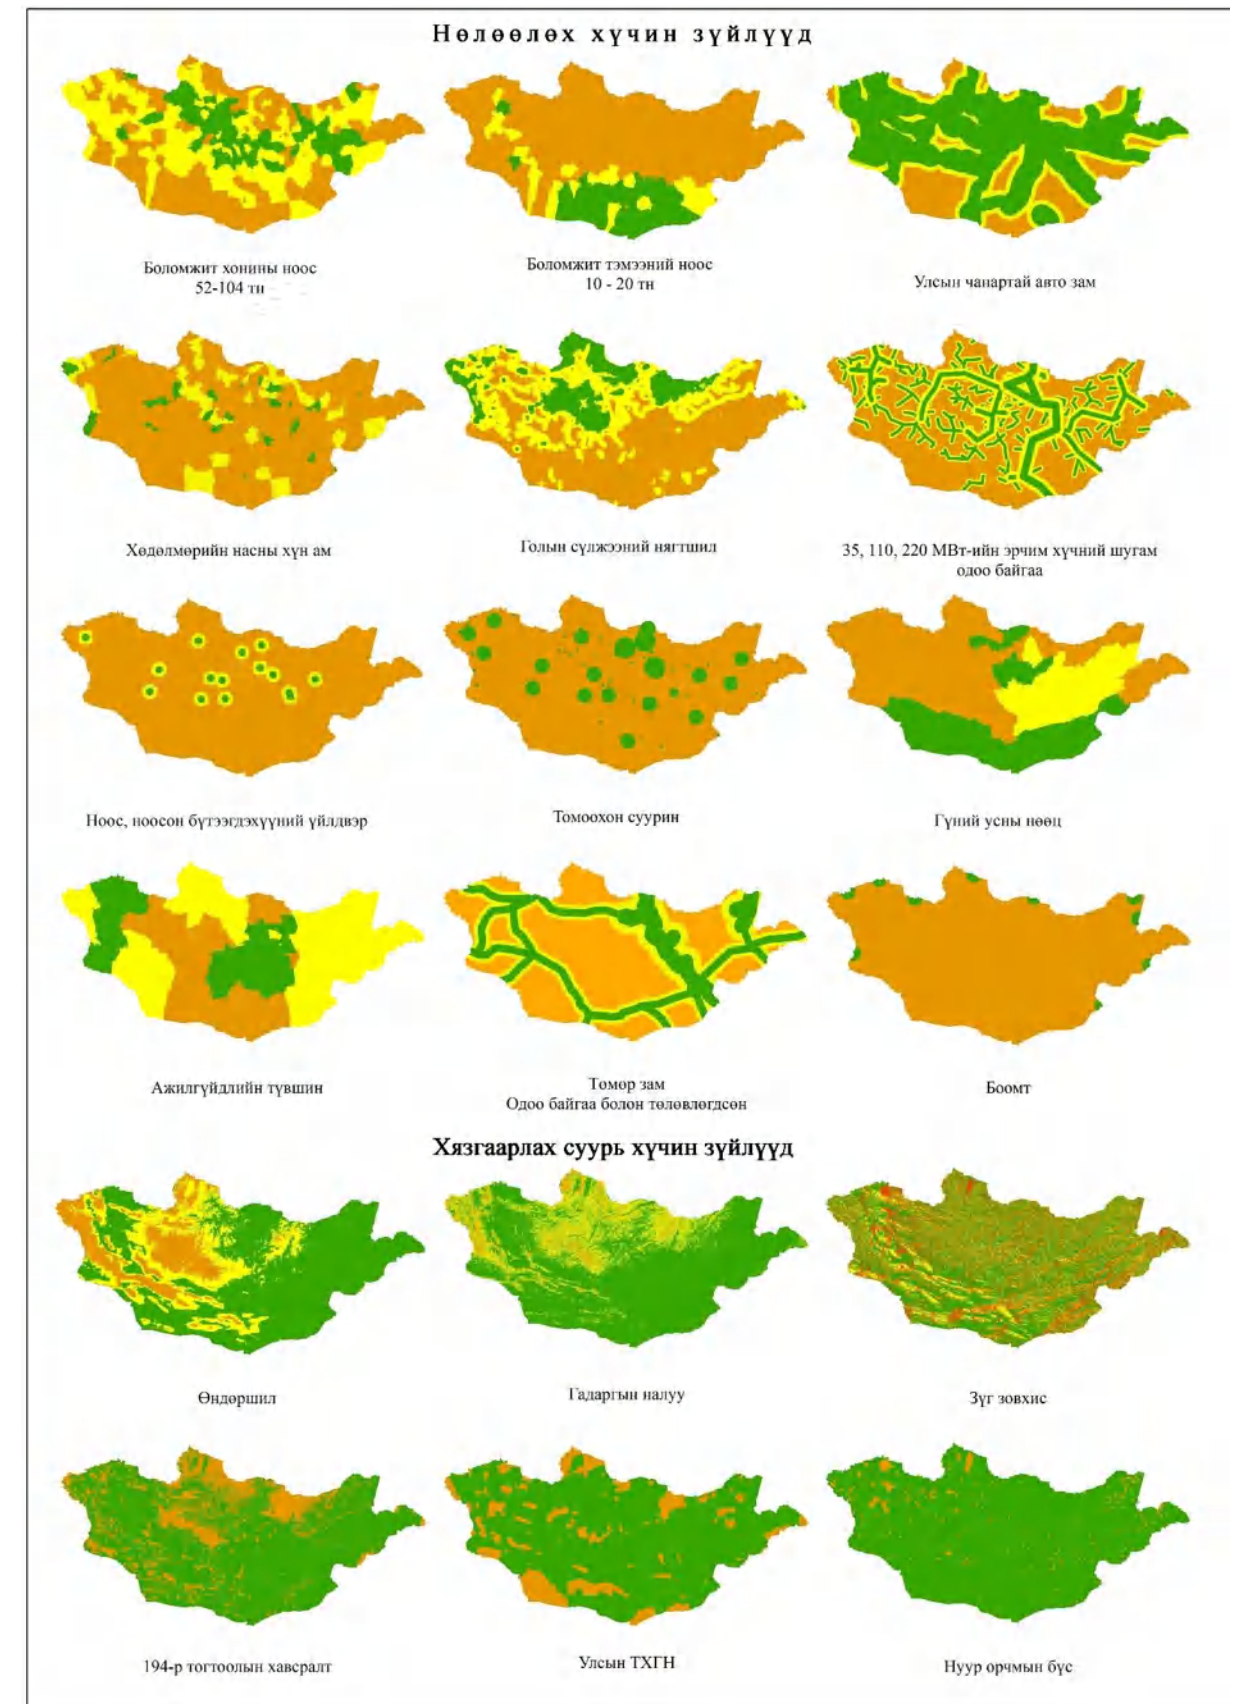 Нөлөөлөх хүчин зүйлүүд
Боломжит хонины ноос
52-104 тн
Боломжит тэмээний ноос
10 - 20 тн
Улсын чанартай авто зам
Хөдөлмөрийн насны хүн ам
Голын сүлжээний нягтшил
35, 110, 220 МВт-ийн эрчим хүчний шугам
одоо байгаа
Ноос, ноосон бүтээгдэхүүний үйлдвэр
Томоохон суурин
Гүний усны нөөц
Ажилгүйдлийн түвшин
Төмөр зам
Одоо байгаа болон төлөвлөгдсөн
Боомт
Хязгаарлах суурь хүчин зүйлүүд
Өндөршил
Гадаргын налуу
Зүг зовхис
194-р тогтоолын хавсралт
Улсын ТХГН
Нуур орчмын бүс